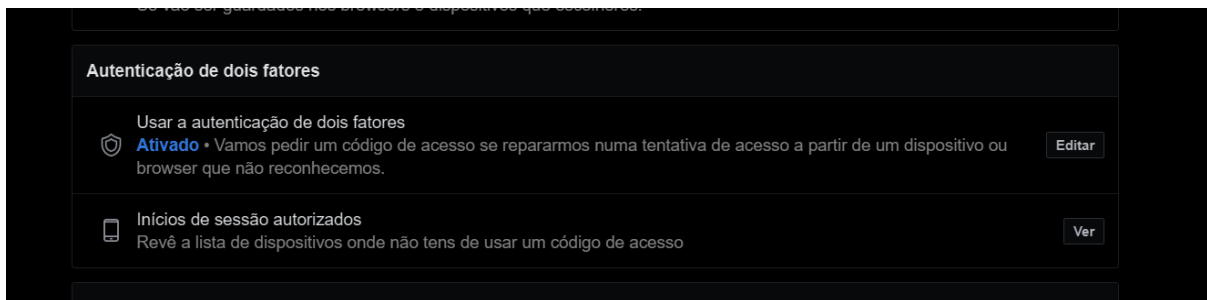 Autenticação de dois fatores
Usar a autenticação de dois fatores
Ativado • Vamos pedir um código de acesso se repararmos numa tentativa de acesso a partir de um dispositivo ou
browser que não reconhecemos.
Editar
Inícios de sessão autorizados
Revê a lista de dispositivos onde não tens de usar um código de acesso
Ver